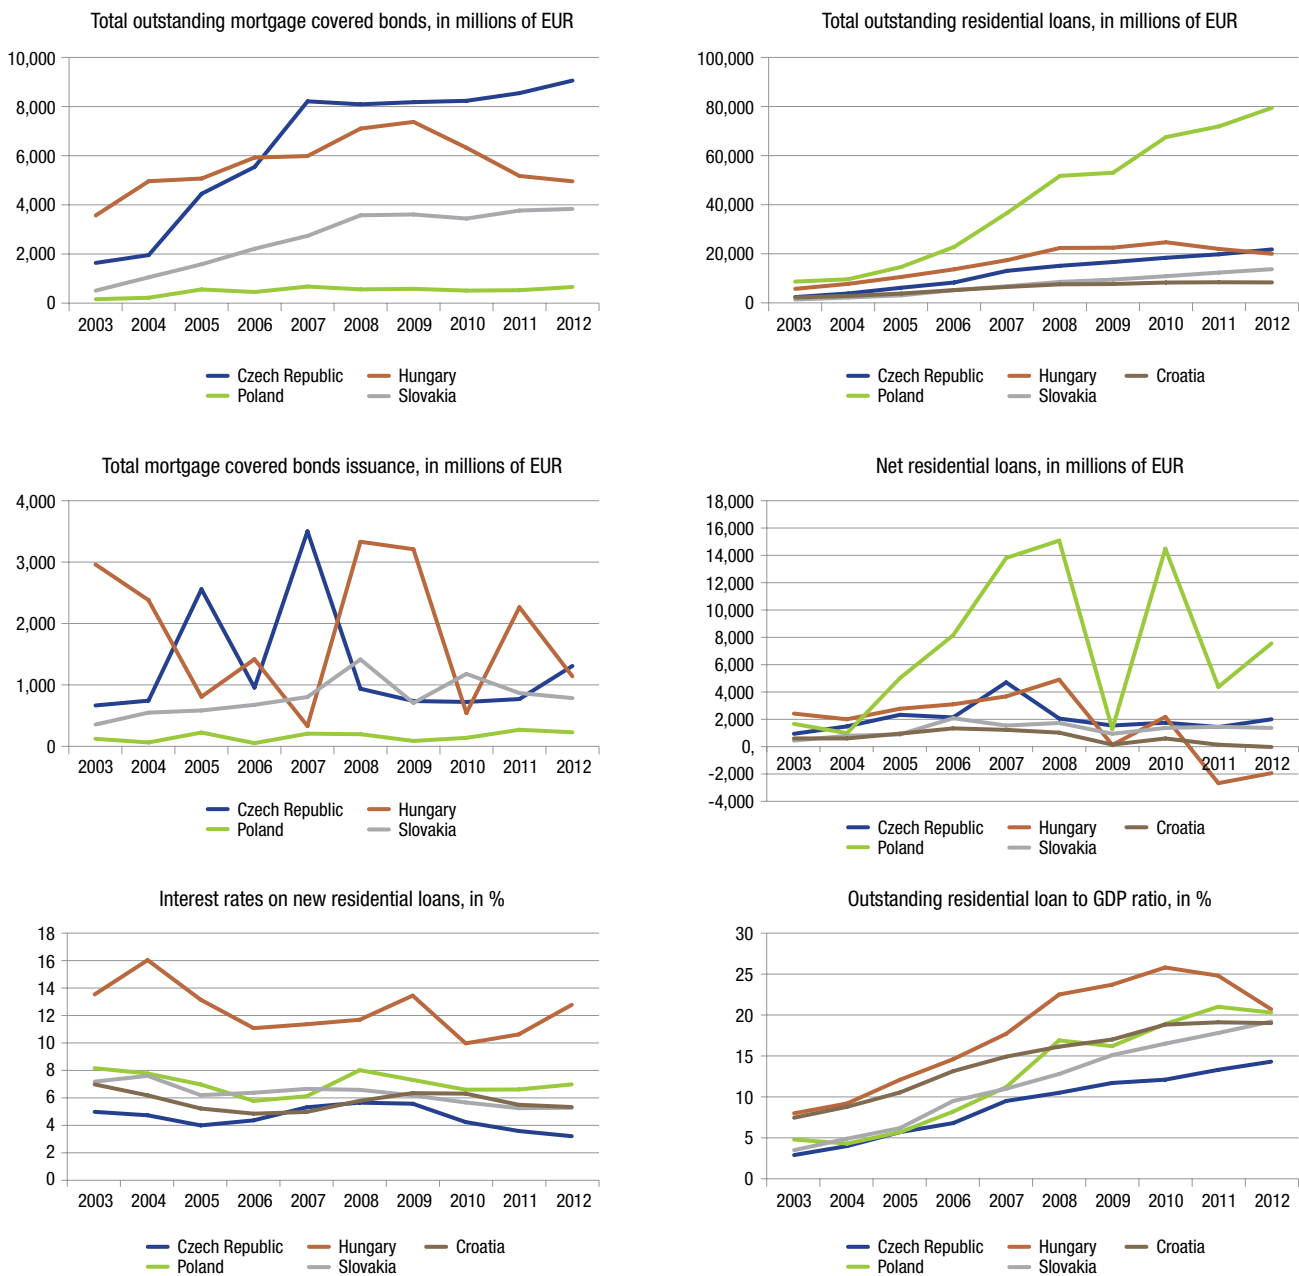 Total outstanding mortgage covered bonds, in millions of EUR
10,000
8,000
6,000
4,000
2,000
0
2003 2004 2005 2006 2007 2008 2009 2010 2011 2012
Czech Republic Hungary
Poland Slovakia
Total outstanding residential loans, in millions of EUR
100,000
80,000
60,000
40,000
20,000
0
2003 2004 2005 2006 2007 2008 2009 2010 2011 2012
Czech Republic Hungary Croatia
Poland Slovakia
Total mortgage covered bonds issuance, in millions of EUR
4,000
3,000
2,000
1,000
0
2003 2004 2005 2006 2007 2008 2009 2010 2011 2012
Czech Republic Hungary
Poland Slovakia
Net residential loans, in millions of EUR
18,000
16,000
14,000
12,000
10,000
8,000
6,000
4,000
2,000
0,
2003 2004 2005 2006 2007 2008 2009 2010 2011 2012
-2,000
-4,000
Czech Republic Hungary Croatia
Poland Slovakia
Interest rates on new residential loans, in %
18
16
14
12
10
8
6
4
2
0
2003 2004 2005 2006 2007 2008 2009 2010 2011 2012
Czech Republic Hungary Croatia
Poland Slovakia
Outstanding residential loan to GDP ratio, in %
30
25
20
15
10
5
0
2003 2004 2005 2006 2007 2008 2009 2010 2011 2012
Czech Republic Hungary Croatia
Poland Slovakia